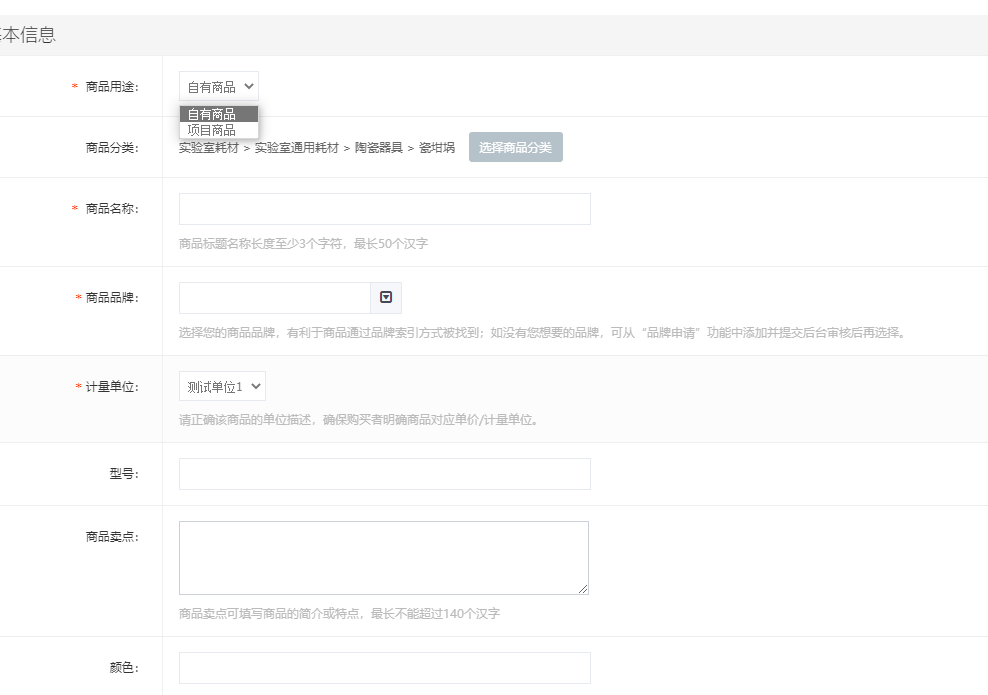 本信息
* 商品用途: 自有商品
自有商品
项目商品
商品分类: 实验室耗材 > 实验室通用耗材 > 陶瓷器具 > 瓷坩埚 选择商品分类
* 商品名称:
商品标题名称长度至少3个字符，最长50个汉字
* 商品品牌:
选择您的商品品牌，有利于商品通过品牌索引方式被找到；如没有您想要的品牌，可从“品牌申请”功能中添加并提交后台审核后再选择。
* 计量单位: 测试单位1
请正确该商品的单位描述，确保购买者明确商品对应单价/计量单位。
型号:
商品卖点:
商品卖点可填写商品的简介或特点，最长不能超过140个汉字
颜色: